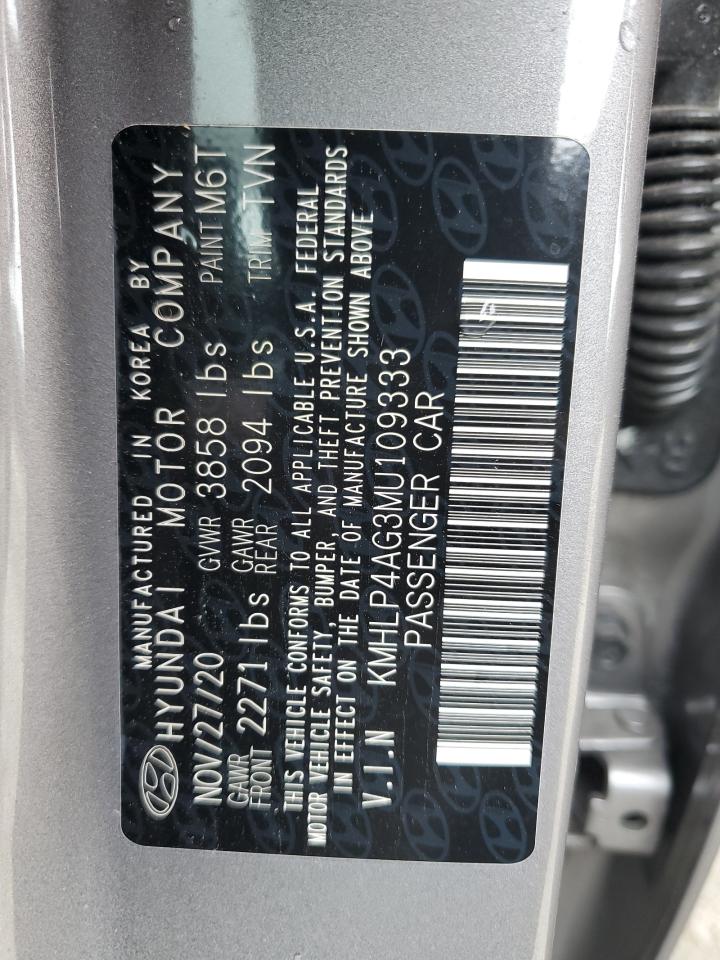 MANUFACTURED IN KOREA BY
HYUNDAI MOTOR COMPANY
NOV/27/20 GVWR 3858 lbs PAINT M6T
GAWR FRONT 2271 lbs GAWR REAR 2094 lbs TRIM TVN
THIS VEHICLE CONFORMS TO ALL APPLICABLE U.S.A. FEDERAL
MOTOR VEHICLE SAFETY, BUMPER, AND THEFT PREVENTION STANDARDS
IN EFFECT ON THE DATE OF MANUFACTURE SHOWN ABOVE
V.I.N KMHLP4AG3MU109333
PASSENGER CAR